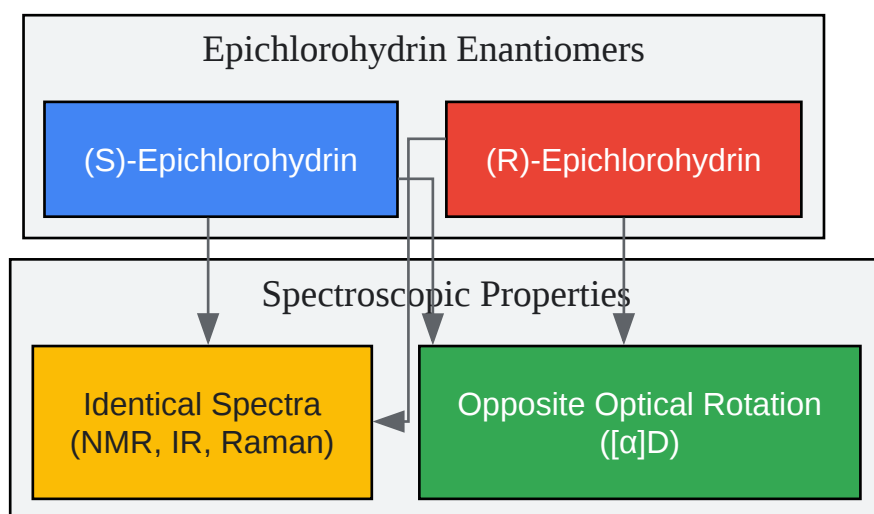 Epichlorohydrin Enantiomers
(S)-Epichlorohydrin
(R)-Epichlorohydrin
Spectroscopic Properties
Identical Spectra
(NMR, IR, Raman)
Opposite Optical Rotation
([α]D)